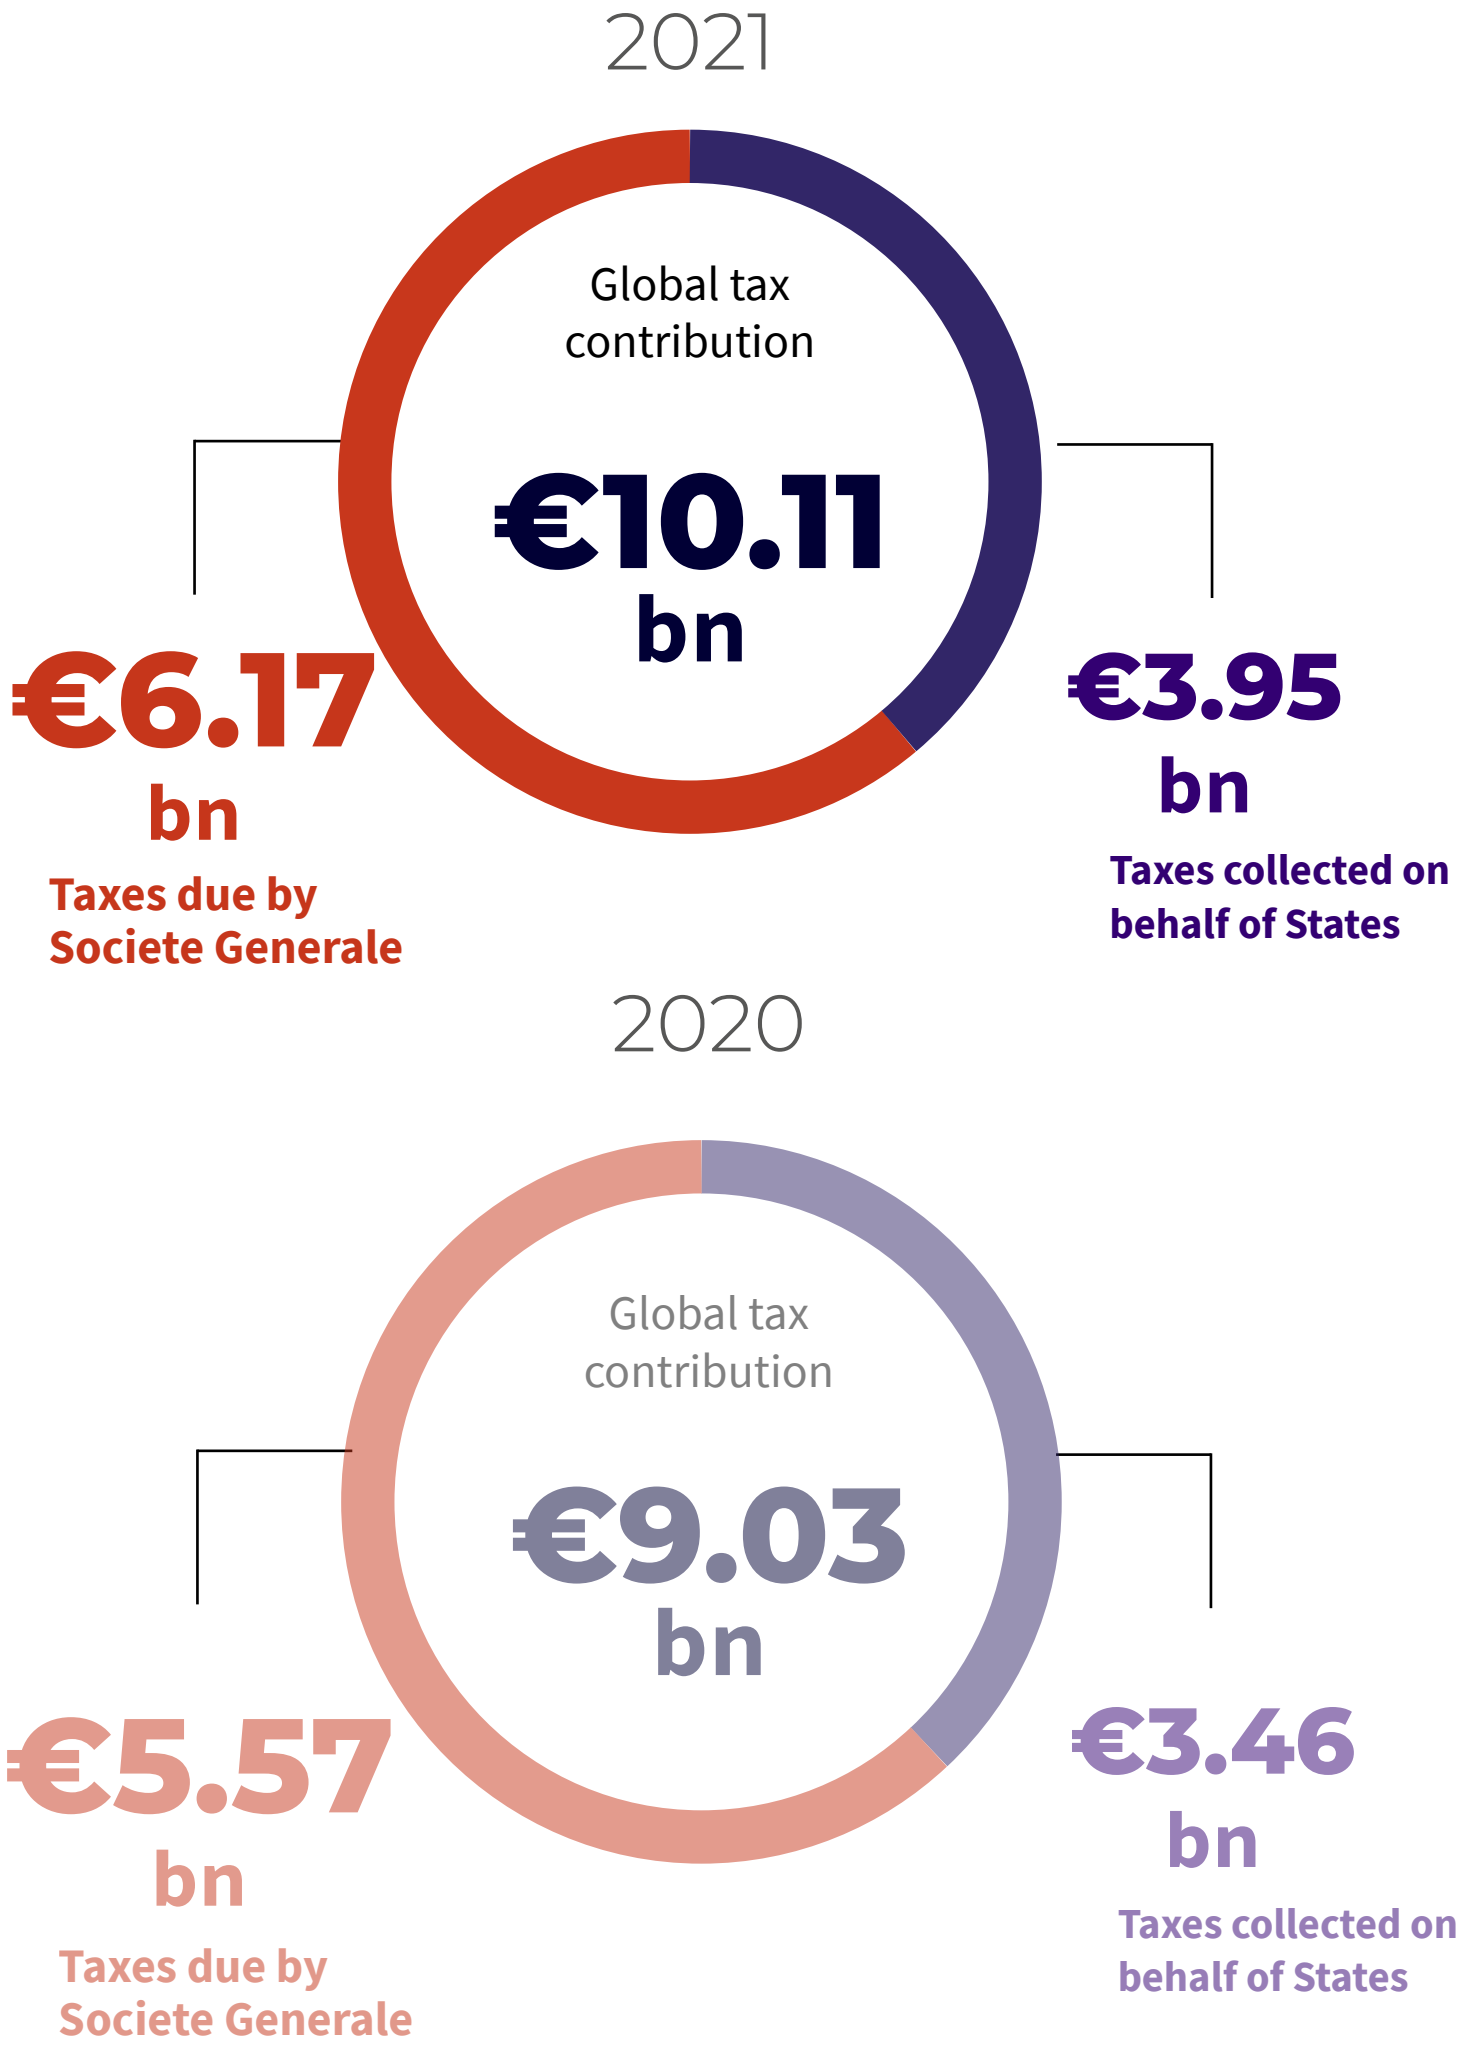 2021
Global tax
contribution
€10.11
bn
€6.17
bn
Taxes due by
Societe Generale
€3.95
bn
Taxes collected on
behalf of States
2020
Global tax
contribution
€9.03
bn
€5.57
bn
Taxes due by
Societe Generale
€3.46
bn
Taxes collected on
behalf of States